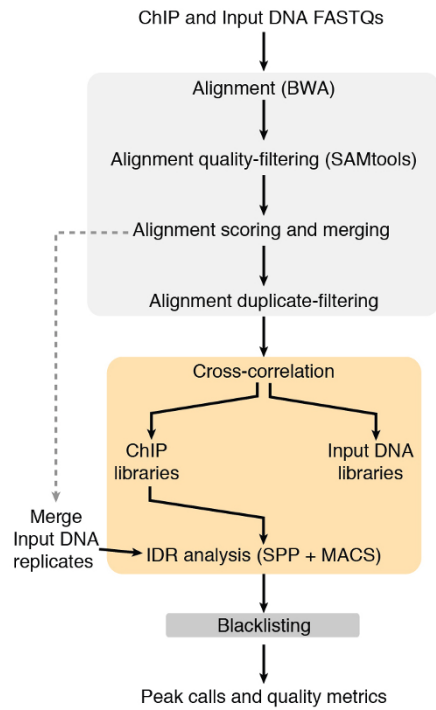 ChIP and Input DNA FASTQs
Alignment (BWA)
Alignment quality-filtering (SAMtools)
Alignment scoring and merging
Alignment duplicate-filtering
Cross-correlation
ChIP
libraries
Input DNA
libraries
Merge
Input DNA
replicates
IDR analysis (SPP + MACS)
Blacklisting
Peak calls and quality metrics